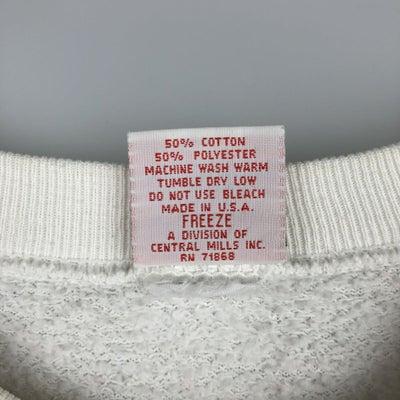 50% COTTON
50% POLYESTER
MACHINE WASH WARM
TUMBLE DRY LOW
DO NOT USE BLEACH
MADE IN U.S.A.
FREEZE
A DIVISION OF
CENTRAL MILLS INC.
RN 71868